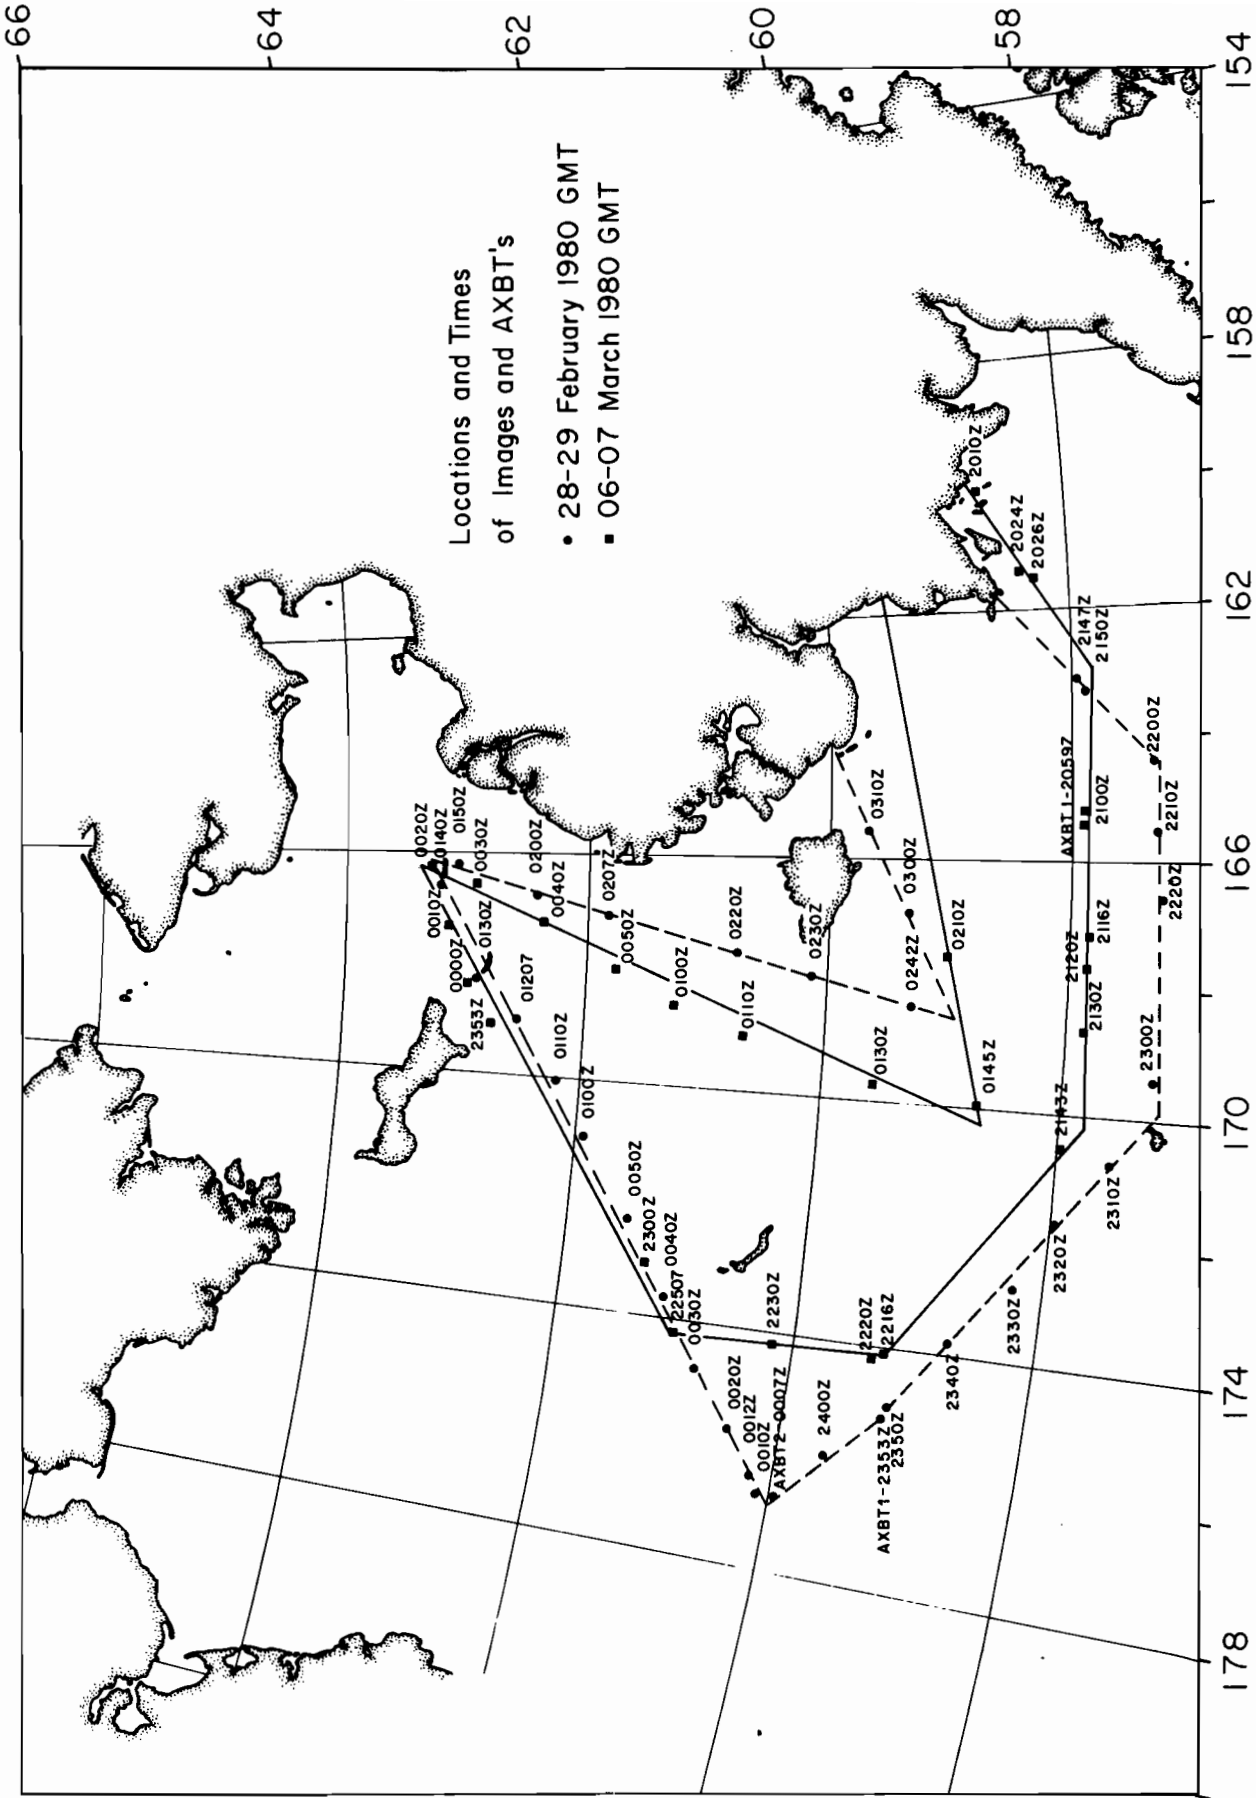 66
64
62
60
58
154
158
162
166
170
174
178
Locations and Times
of Images and AXBT's
• 28-29 February 1980 GMT
■ 06-07 March 1980 GMT
2010Z
2024Z
2026Z
2147Z
2150Z
2200Z
2210Z
2220Z
2300Z
2310Z
2320Z
2330Z
2340Z
2350Z
AXBT1-2353Z
2400Z
AXBT2-0007Z
0010Z
0012Z
0020Z
0030Z
0040Z
0050Z
0100Z
0110Z
0120Z
0130Z
0140Z
0150Z
0200Z
0207Z
0220Z
0230Z
0242Z
0300Z
0310Z
AXBT 1-2059Z
2100Z
2116Z
2120Z
2130Z
2143Z
2216Z
2220Z
2230Z
2250Z
2300Z
2353Z
0000Z
0010Z
0020Z
0030Z
0040Z
0050Z
0100Z
0110Z
0130Z
0145Z
0210Z